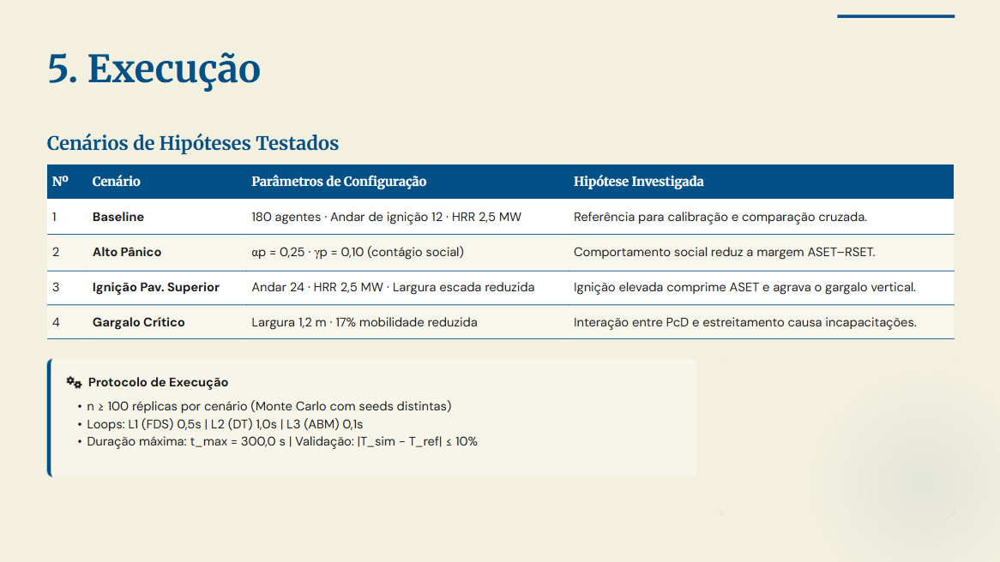 5. Execução
Cenários de Hipóteses Testados
Nº Cenário Parâmetros de Configuração Hipótese Investigada
1 Baseline 180 agentes · Andar de ignição 12 · HRR 2,5 MW Referência para calibração e comparação cruzada.
2 Alto Pânico αp = 0,25 · γp = 0,10 (contágio social) Comportamento social reduz a margem ASET–RSET.
3 Ignição Pav. Superior Andar 24 · HRR 2,5 MW · Largura escada reduzida Ignição elevada comprime ASET e agrava o gargalo vertical.
4 Gargalo Crítico Largura 1,2 m · 17% mobilidade reduzida Interação entre PcD e estreitamento causa incapacitações.
Protocolo de Execução
• n ≥ 100 réplicas por cenário (Monte Carlo com seeds distintas)
• Loops: L1 (FDS) 0,5s | L2 (DT) 1,0s | L3 (ABM) 0,1s
• Duração máxima: t_max = 300,0 s | Validação: |T_sim − T_ref| ≤ 10%